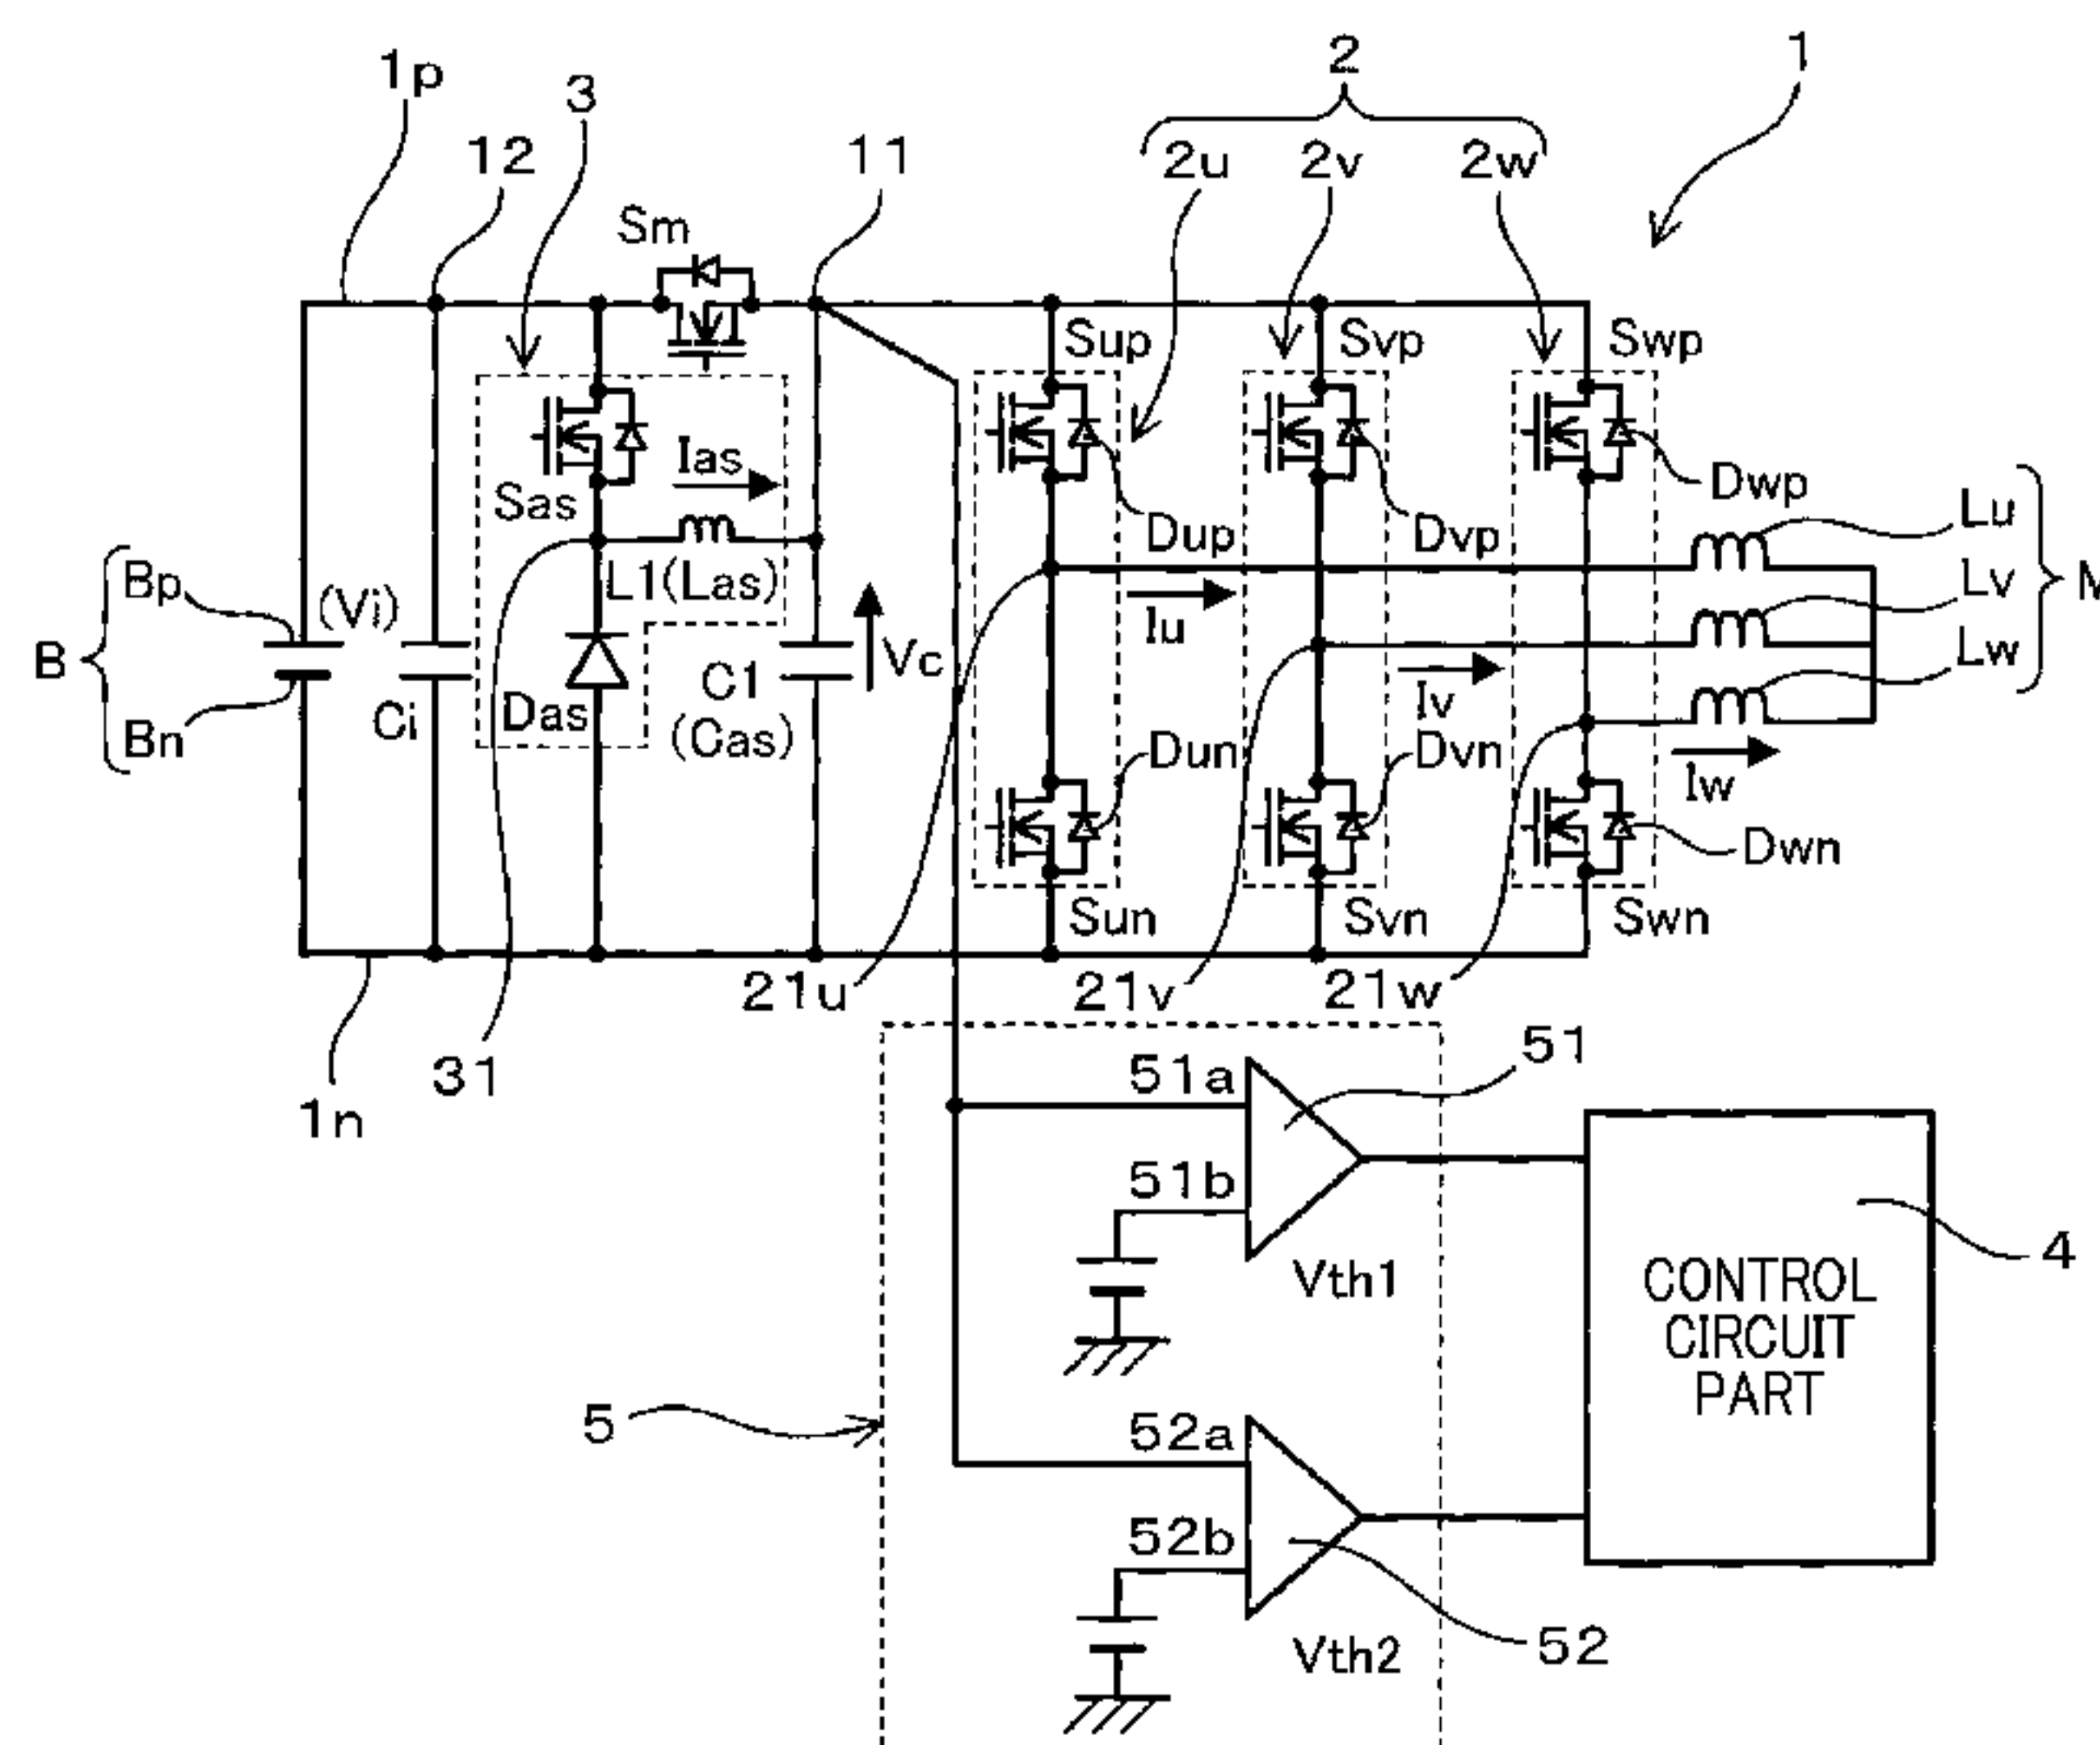 1p
3
2
1
12
11
2u
2v
2w
Sm
Sup
Svp
Swp
Ias
Sas
Dwp
Lu
Dup
Dvp
Bp
(Vi)
L1(Las)
Lv
M
Iu
B
Vc
Lw
C1
Iv
Bn
Ci
Das
(Cas)
Dun
Dvn
Iw
Dwn
Sun
Svn
Swn
21u
21v
21w
31
1n
51a
51
51b
4
Vth1
CONTROL
CIRCUIT
PART
5
52a
52b
52
Vth2